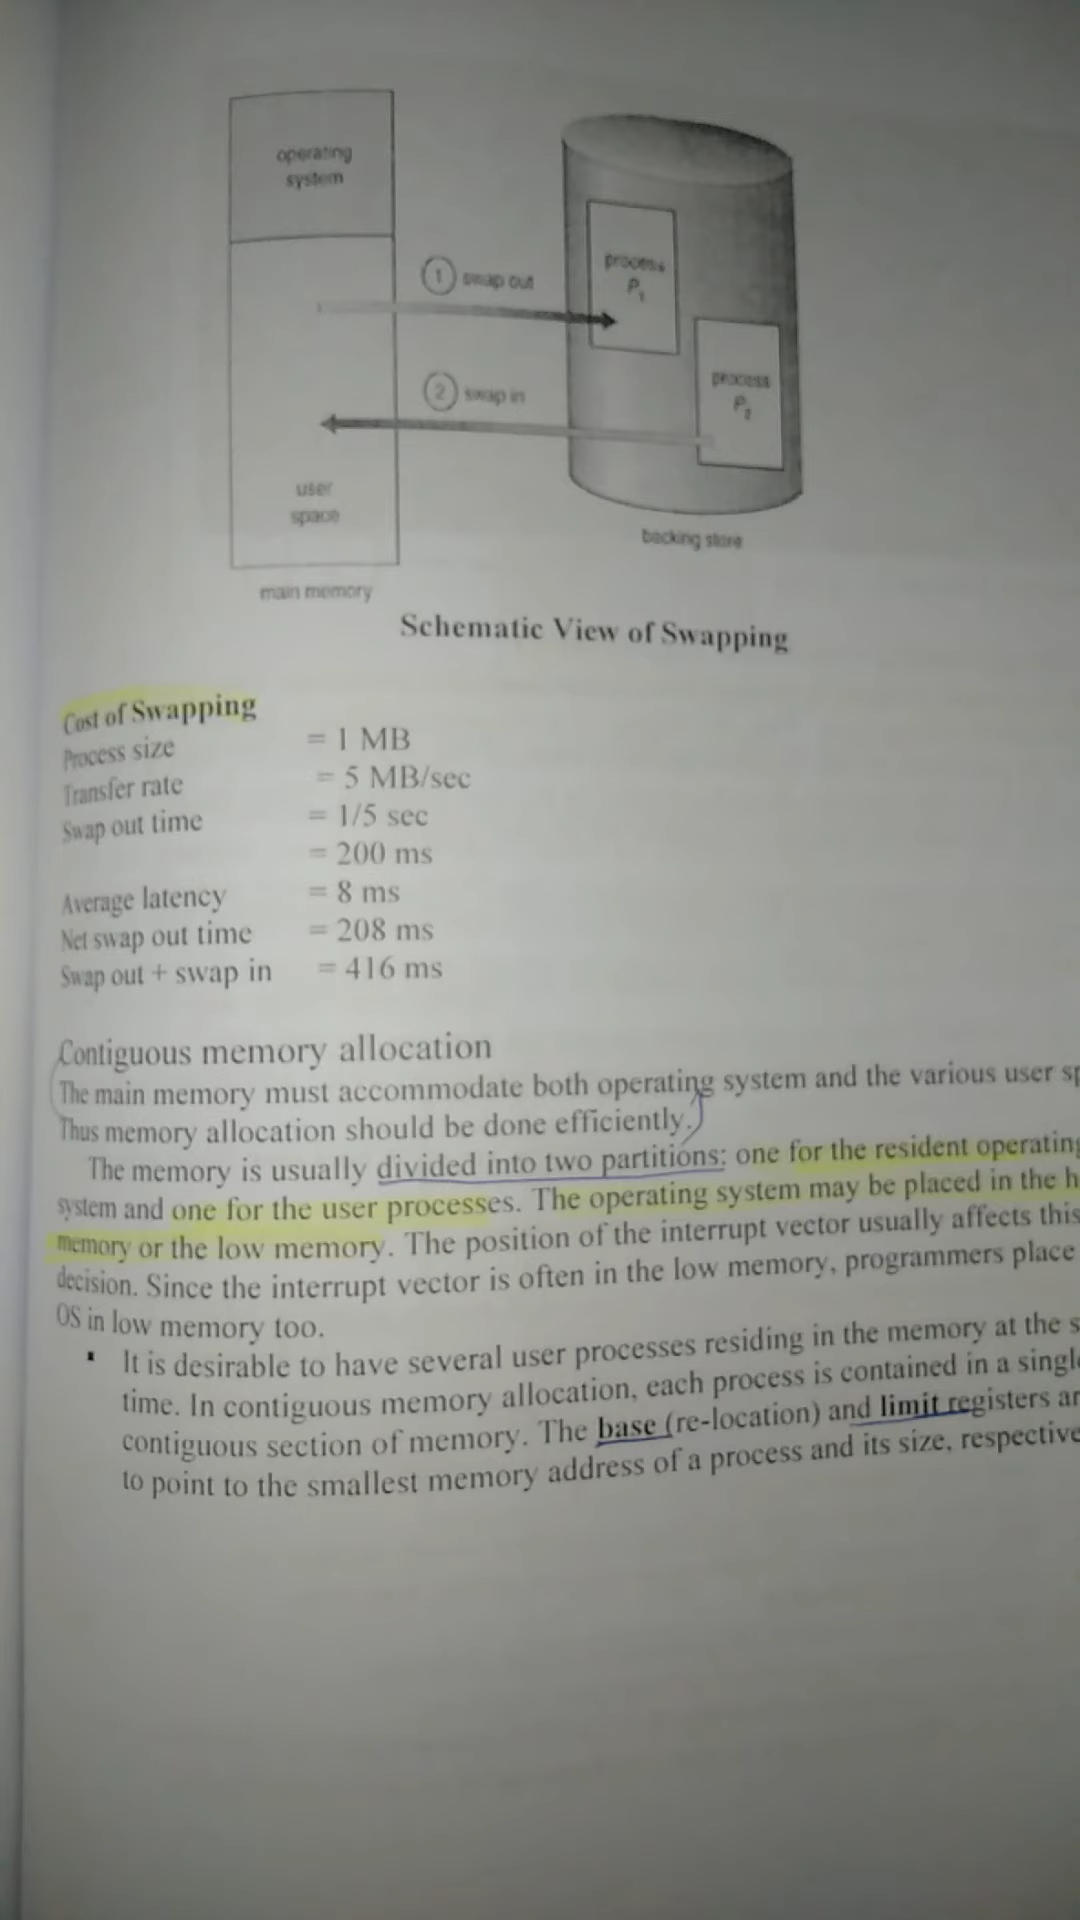 operating
system
1 swap out
process
P1
2 swap in
process
P2
user
space
backing store
main memory
Schematic View of Swapping
Cost of Swapping
Process size = 1 MB
Transfer rate = 5 MB/sec
Swap out time = 1/5 sec
= 200 ms
Average latency = 8 ms
Net swap out time = 208 ms
Swap out + swap in = 416 ms
Contiguous memory allocation
The main memory must accommodate both operating system and the various user
Thus memory allocation should be done efficiently.
The memory is usually divided into two partitions: one for the resident operating
system and one for the user processes. The operating system may be placed in the
memory or the low memory. The position of the interrupt vector usually affects this
decision. Since the interrupt vector is often in the low memory, programmers place
OS in low memory too.
▪ It is desirable to have several user processes residing in the memory at the
time. In contiguous memory allocation, each process is contained in a single
contiguous section of memory. The base (re-location) and limit registers
to point to the smallest memory address of a process and its size,